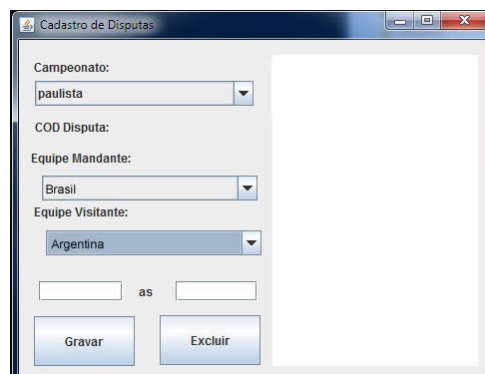 Cadastro de Disputas
Campeonato:
paulista
COD Disputa:
Equipe Mandante:
Brasil
Equipe Visitante:
Argentina
as
Gravar Excluir